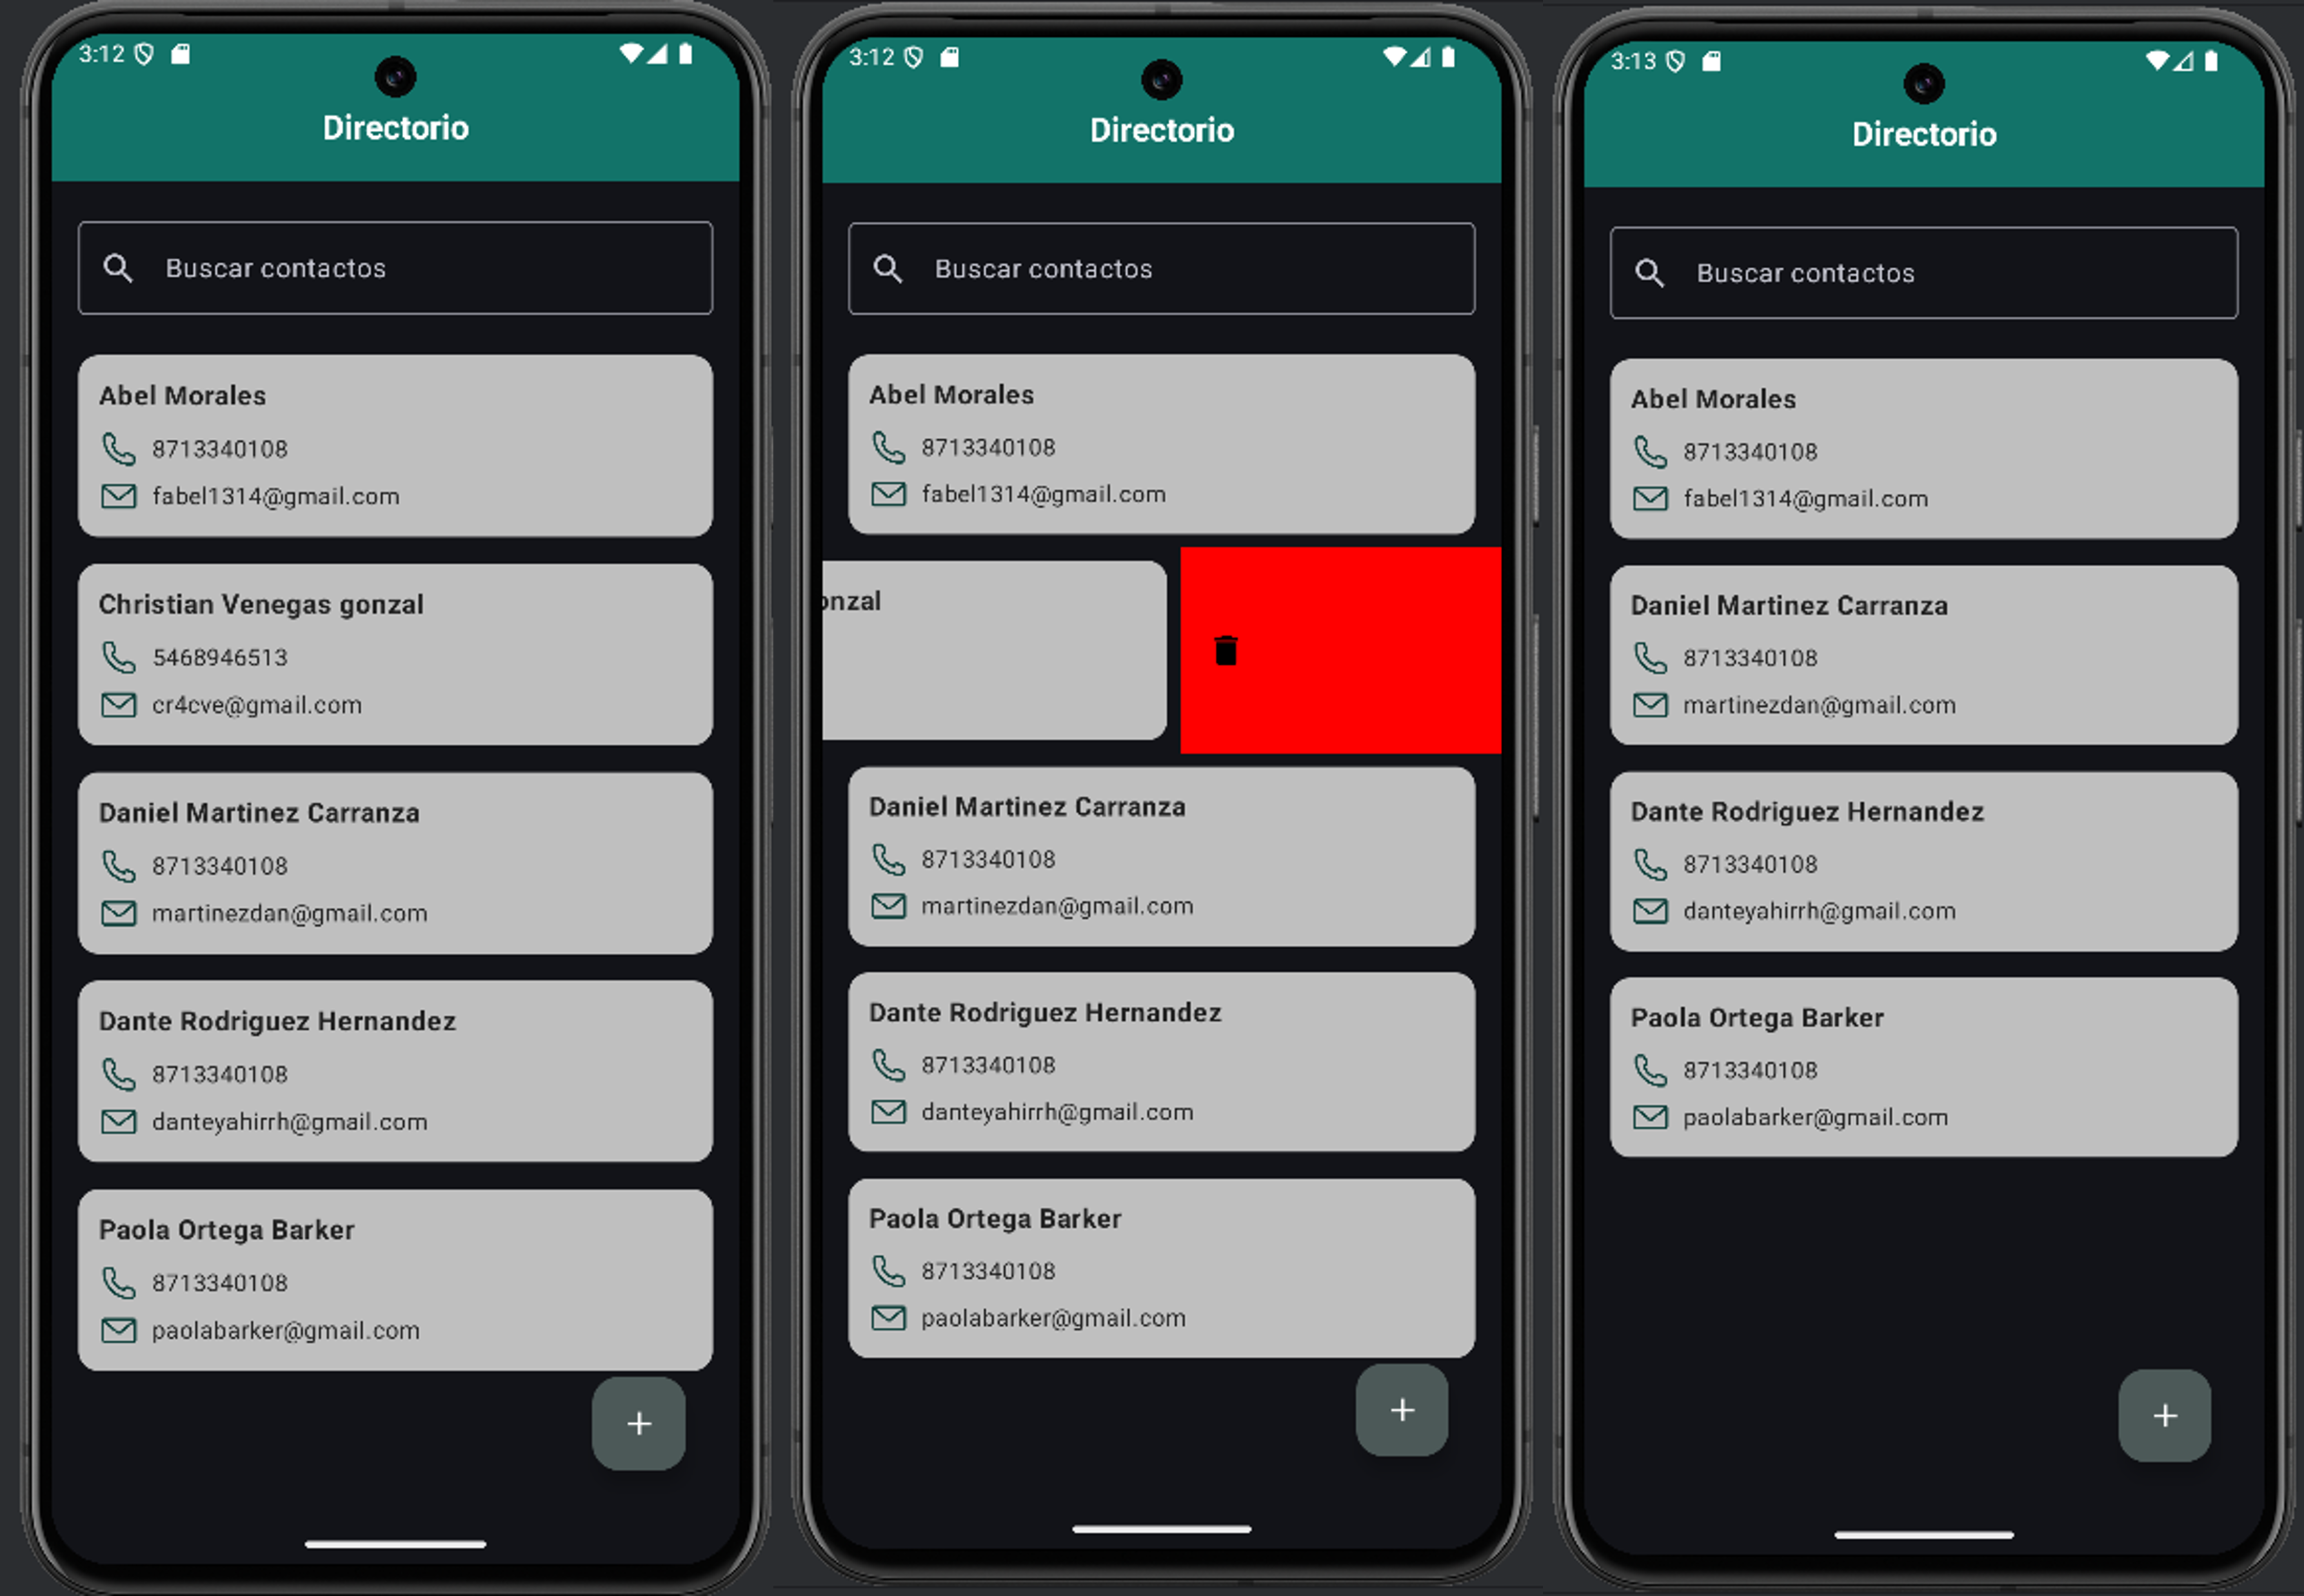 3:12
Directorio
Buscar contactos
Abel Morales
8713340108
fabel1314@gmail.com
Christian Venegas gonzal
5468946513
cr4cve@gmail.com
Daniel Martinez Carranza
8713340108
martinezdan@gmail.com
Dante Rodriguez Hernandez
8713340108
danteyahirrh@gmail.com
Paola Ortega Barker
8713340108
paolabarker@gmail.com
+
3:12
Directorio
Buscar contactos
Abel Morales
8713340108
fabel1314@gmail.com
onzal
Daniel Martinez Carranza
8713340108
martinezdan@gmail.com
Dante Rodriguez Hernandez
8713340108
danteyahirrh@gmail.com
Paola Ortega Barker
8713340108
paolabarker@gmail.com
+
3:13
Directorio
Buscar contactos
Abel Morales
8713340108
fabel1314@gmail.com
Daniel Martinez Carranza
8713340108
martinezdan@gmail.com
Dante Rodriguez Hernandez
8713340108
danteyahirrh@gmail.com
Paola Ortega Barker
8713340108
paolabarker@gmail.com
+